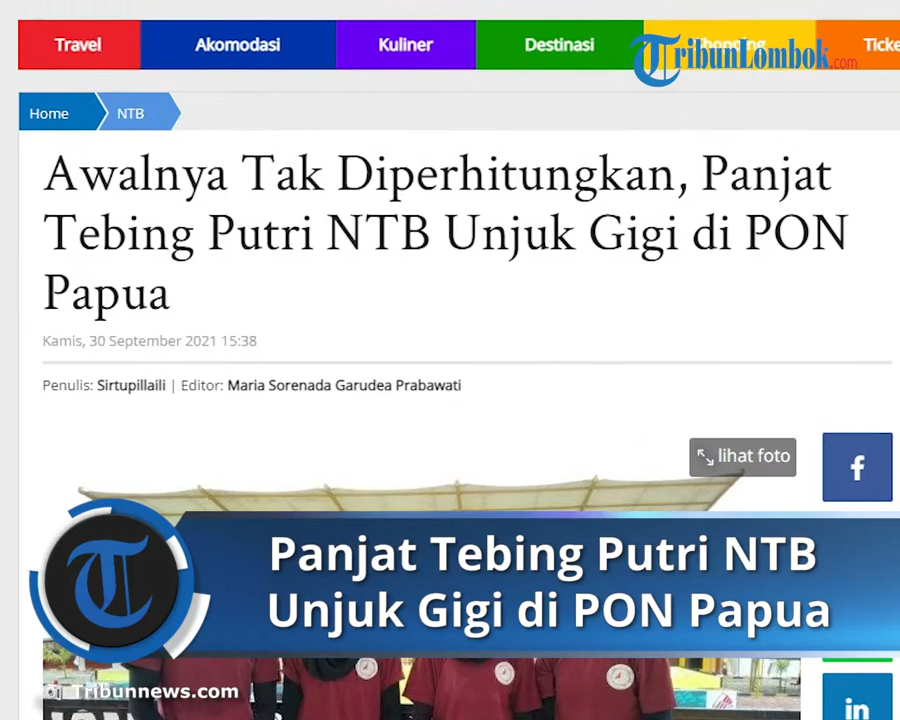 Travel Akomodasi Kuliner Destinasi Shopping Ticke
TribunLombok.com
Home NTB
Awalnya Tak Diperhitungkan, Panjat
Tebing Putri NTB Unjuk Gigi di PON
Papua
Kamis, 30 September 2021 15:38
Penulis: Sirtupillaili | Editor: Maria Sorenada Garudea Prabawati
lihat foto
f
Panjat Tebing Putri NTB
Unjuk Gigi di PON Papua
Tribunnews.com
in